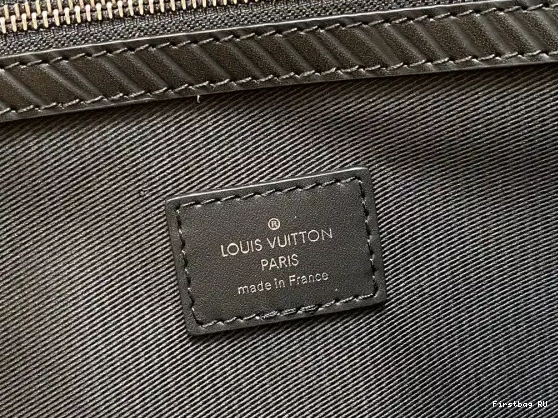 ®
LOUIS VUITTON
PARIS
made in France
Firstbag RU